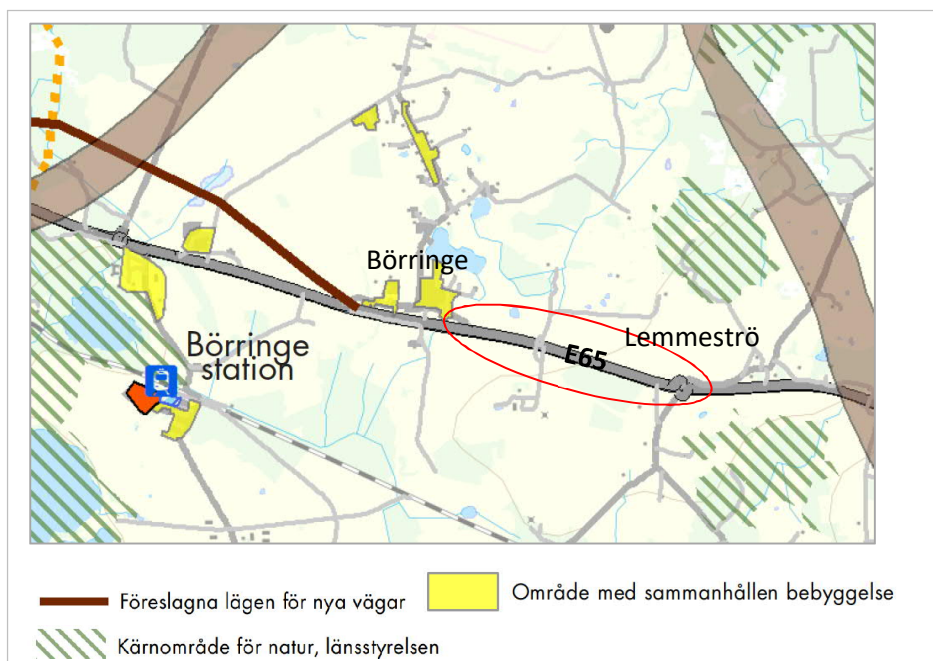 Börringe
Lemmeströ
E65
Börringe
station
Föreslagna lägen för nya vägar
Område med sammanhållen bebyggelse
Kärnområde för natur, länsstyrelsen